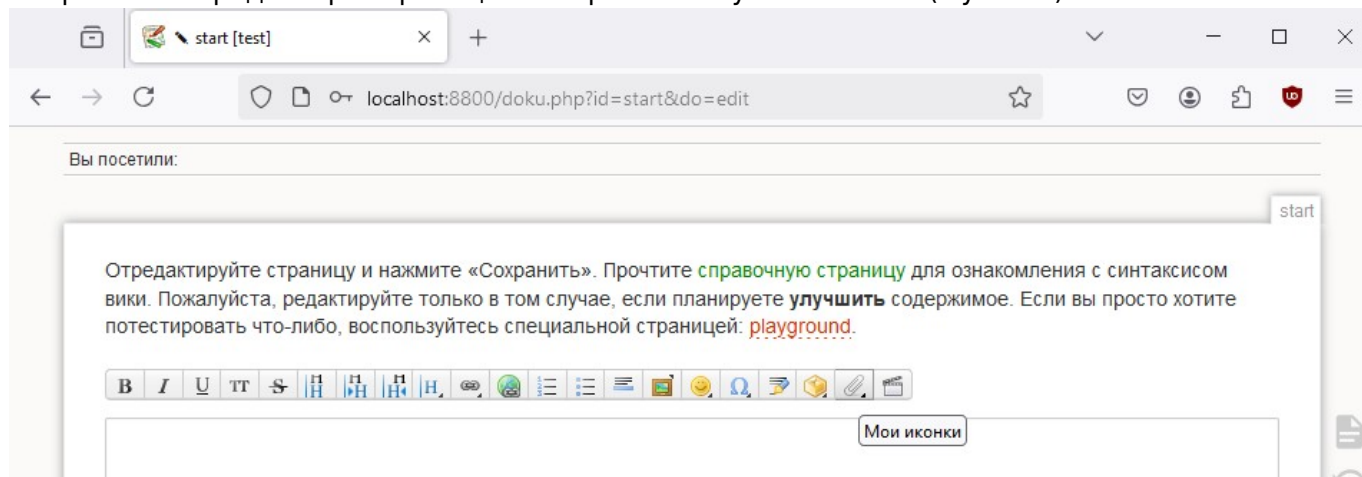 start [test]
localhost:8800/doku.php?id=start&do=edit
Вы посетили:
start
Отредактируйте страницу и нажмите «Сохранить». Прочтите справочную страницу для ознакомления с синтаксисом
вики. Пожалуйста, редактируйте только в том случае, если планируете улучшить содержимое. Если вы просто хотите
потестировать что-либо, воспользуйтесь специальной страницей: playground.
B I U TT S H H H H
Мои иконки